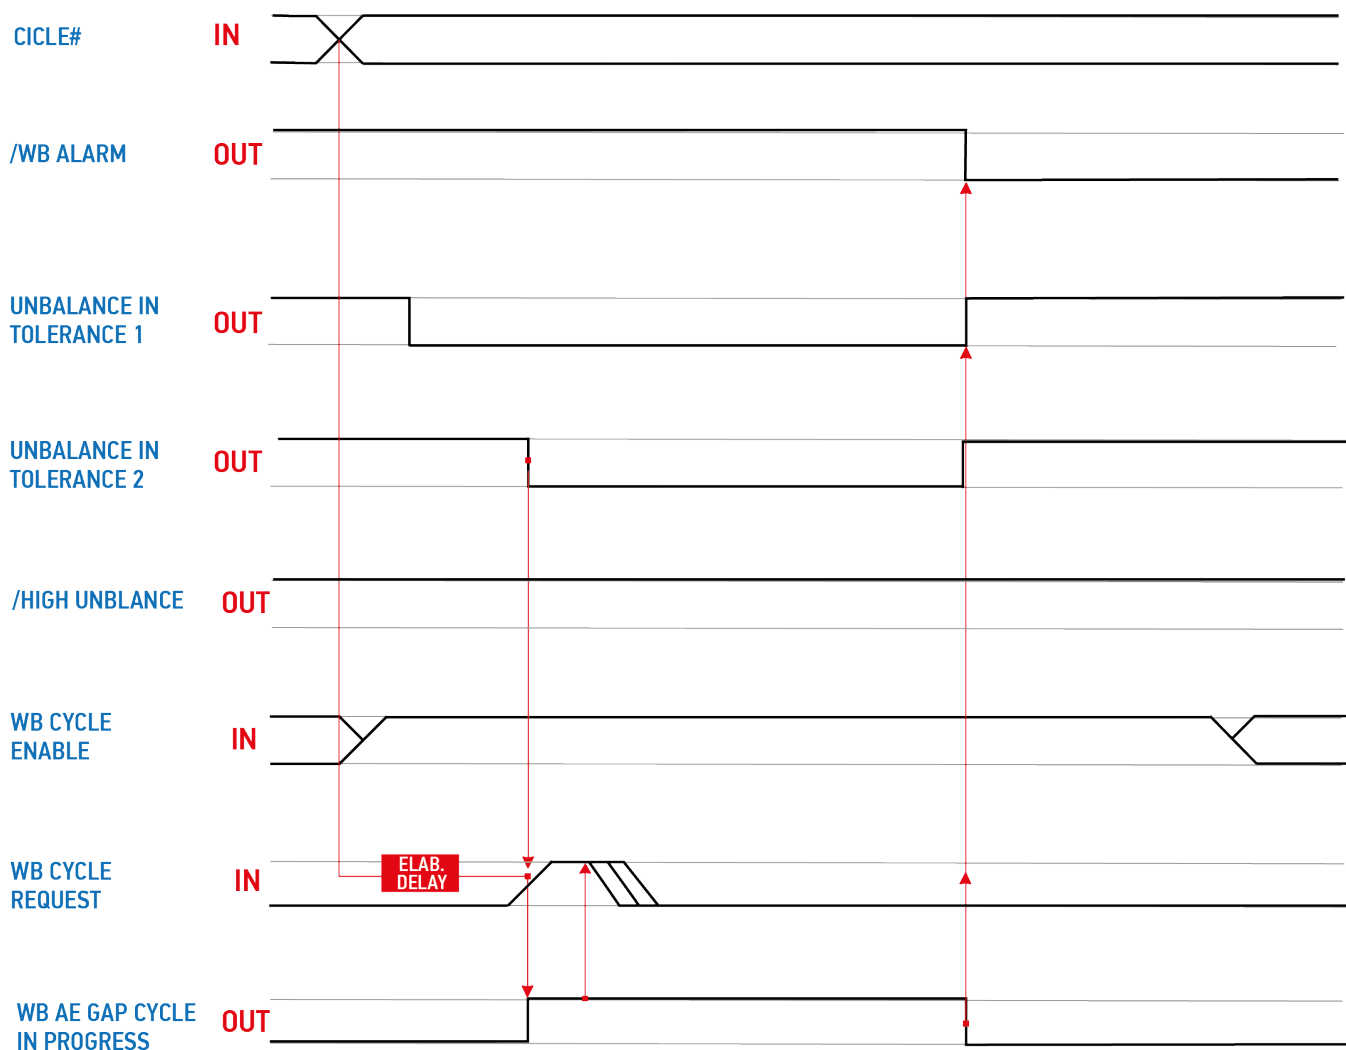 CICLE# IN
/WB ALARM OUT
UNBALANCE IN
TOLERANCE 1
OUT
UNBALANCE IN
TOLERANCE 2
OUT
/HIGH UNBLANCE OUT
WB CYCLE
ENABLE
IN
WB CYCLE
REQUEST
IN
ELAB.
DELAY
WB AE GAP CYCLE
IN PROGRESS
OUT